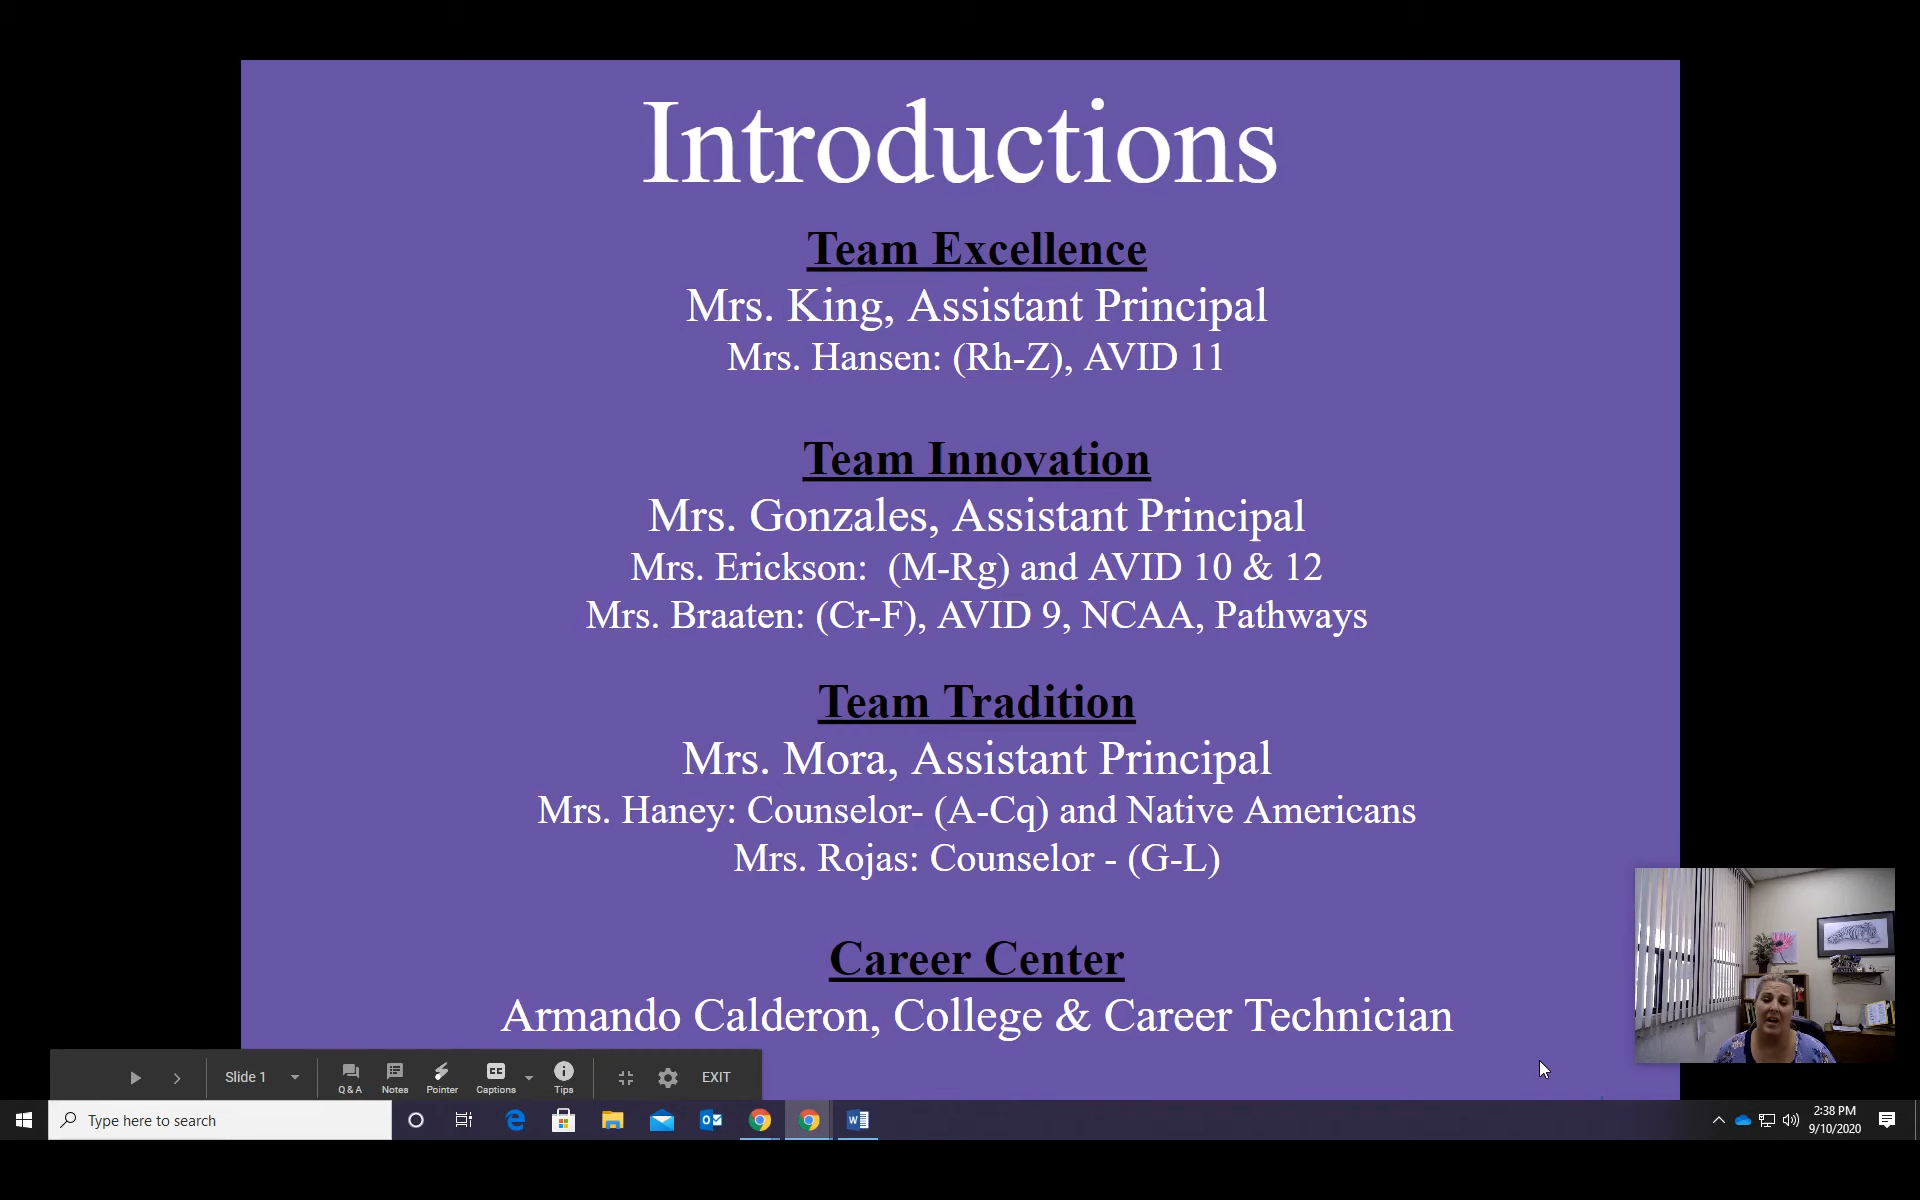 Introductions
Team Excellence
Mrs. King, Assistant Principal
Mrs. Hansen: (Rh-Z), AVID 11
Team Innovation
Mrs. Gonzales, Assistant Principal
Mrs. Erickson:  (M-Rg) and AVID 10 & 12
Mrs. Braaten: (Cr-F), AVID 9, NCAA, Pathways
Team Tradition
Mrs. Mora, Assistant Principal
Mrs. Haney: Counselor- (A-Cq) and Native Americans
Mrs. Rojas: Counselor - (G-L)
Career Center
Armando Calderon, College & Career Technician
Slide 1
Q & A
Notes
Pointer
Captions
Tips
EXIT
Type here to search
2:38 PM
9/10/2020